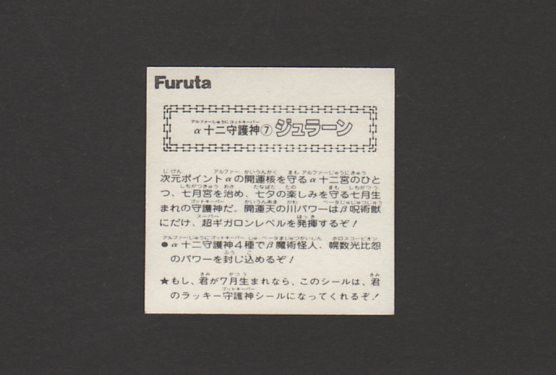 Furuta
α十二守護神⑦ジュラーン
次元ポイントαの開運核を守るα十二宮のひと
つ、七月宮を治め、七夕の楽しみを守る七月生
まれの守護神だ。開運天の川パワーはβ呪術獣
にだけ、超ギガロンレベルを発揮するぞ！
●α十二守護神4種でβ魔術怪人、幌数光比怨
のパワーを封じ込めるぞ！
★もし、君が7月生まれなら、このシールは、君
のラッキー守護神シールになってくれるぞ！